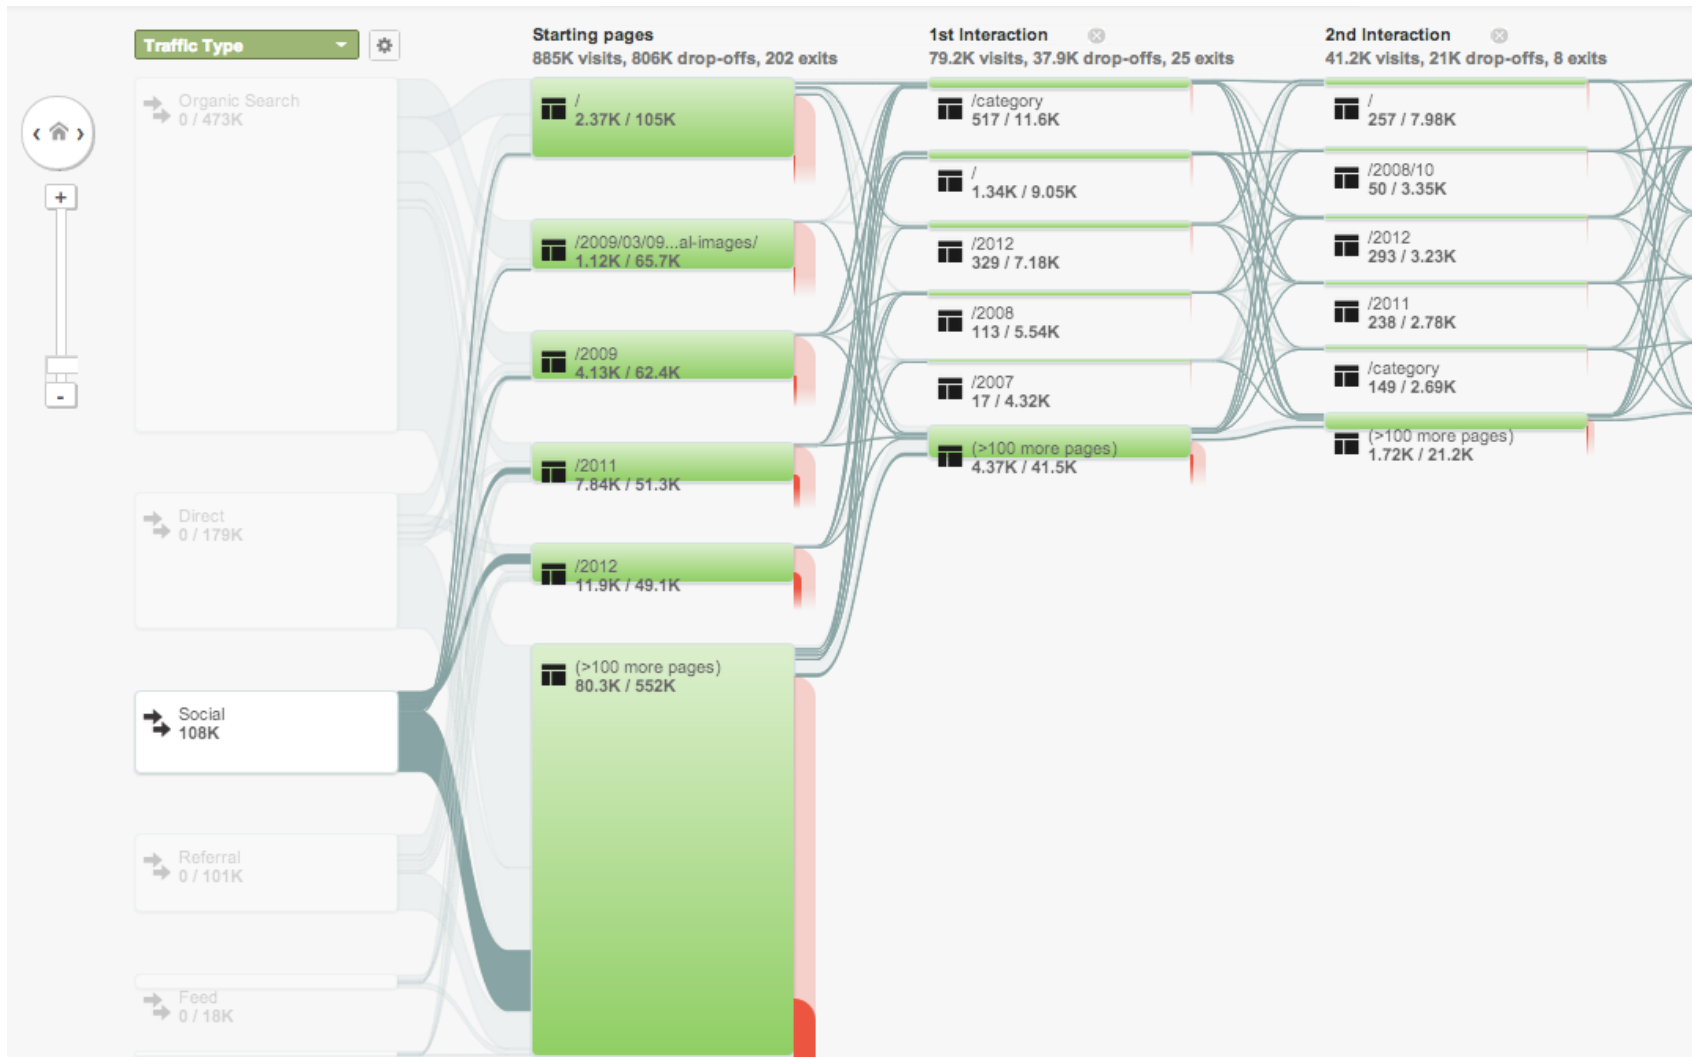 Traffic Type
Starting pages
885K visits, 806K drop-offs, 202 exits
1st Interaction
79.2K visits, 37.9K drop-offs, 25 exits
2nd Interaction
41.2K visits, 21K drop-offs, 8 exits
+
-
Organic Search
0 / 473K
Direct
0 / 179K
Social
108K
Referral
0 / 101K
Feed
0 / 18K
/
2.37K / 105K
/2009/03/09...al-images/
1.12K / 65.7K
/2009
4.13K / 62.4K
/2011
7.84K / 51.3K
/2012
11.9K / 49.1K
(>100 more pages)
80.3K / 552K
/category
517 / 11.6K
/
1.34K / 9.05K
/2012
329 / 7.18K
/2008
113 / 5.54K
/2007
17 / 4.32K
(>100 more pages)
4.37K / 41.5K
/
257 / 7.98K
/2008/10
50 / 3.35K
/2012
293 / 3.23K
/2011
238 / 2.78K
/category
149 / 2.69K
(>100 more pages)
1.72K / 21.2K